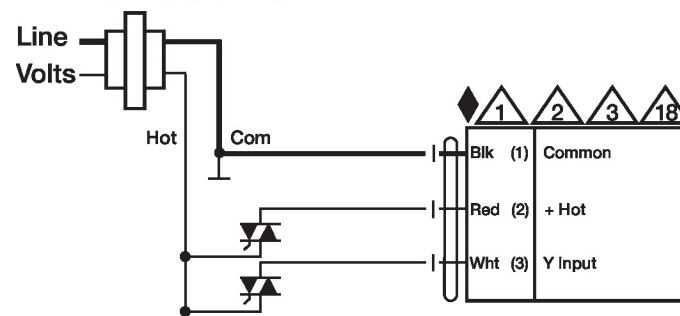 Line
Volts
1 2 3 18
Hot Com
Blk (1) Common
Red (2) + Hot
Wht (3) Y Input